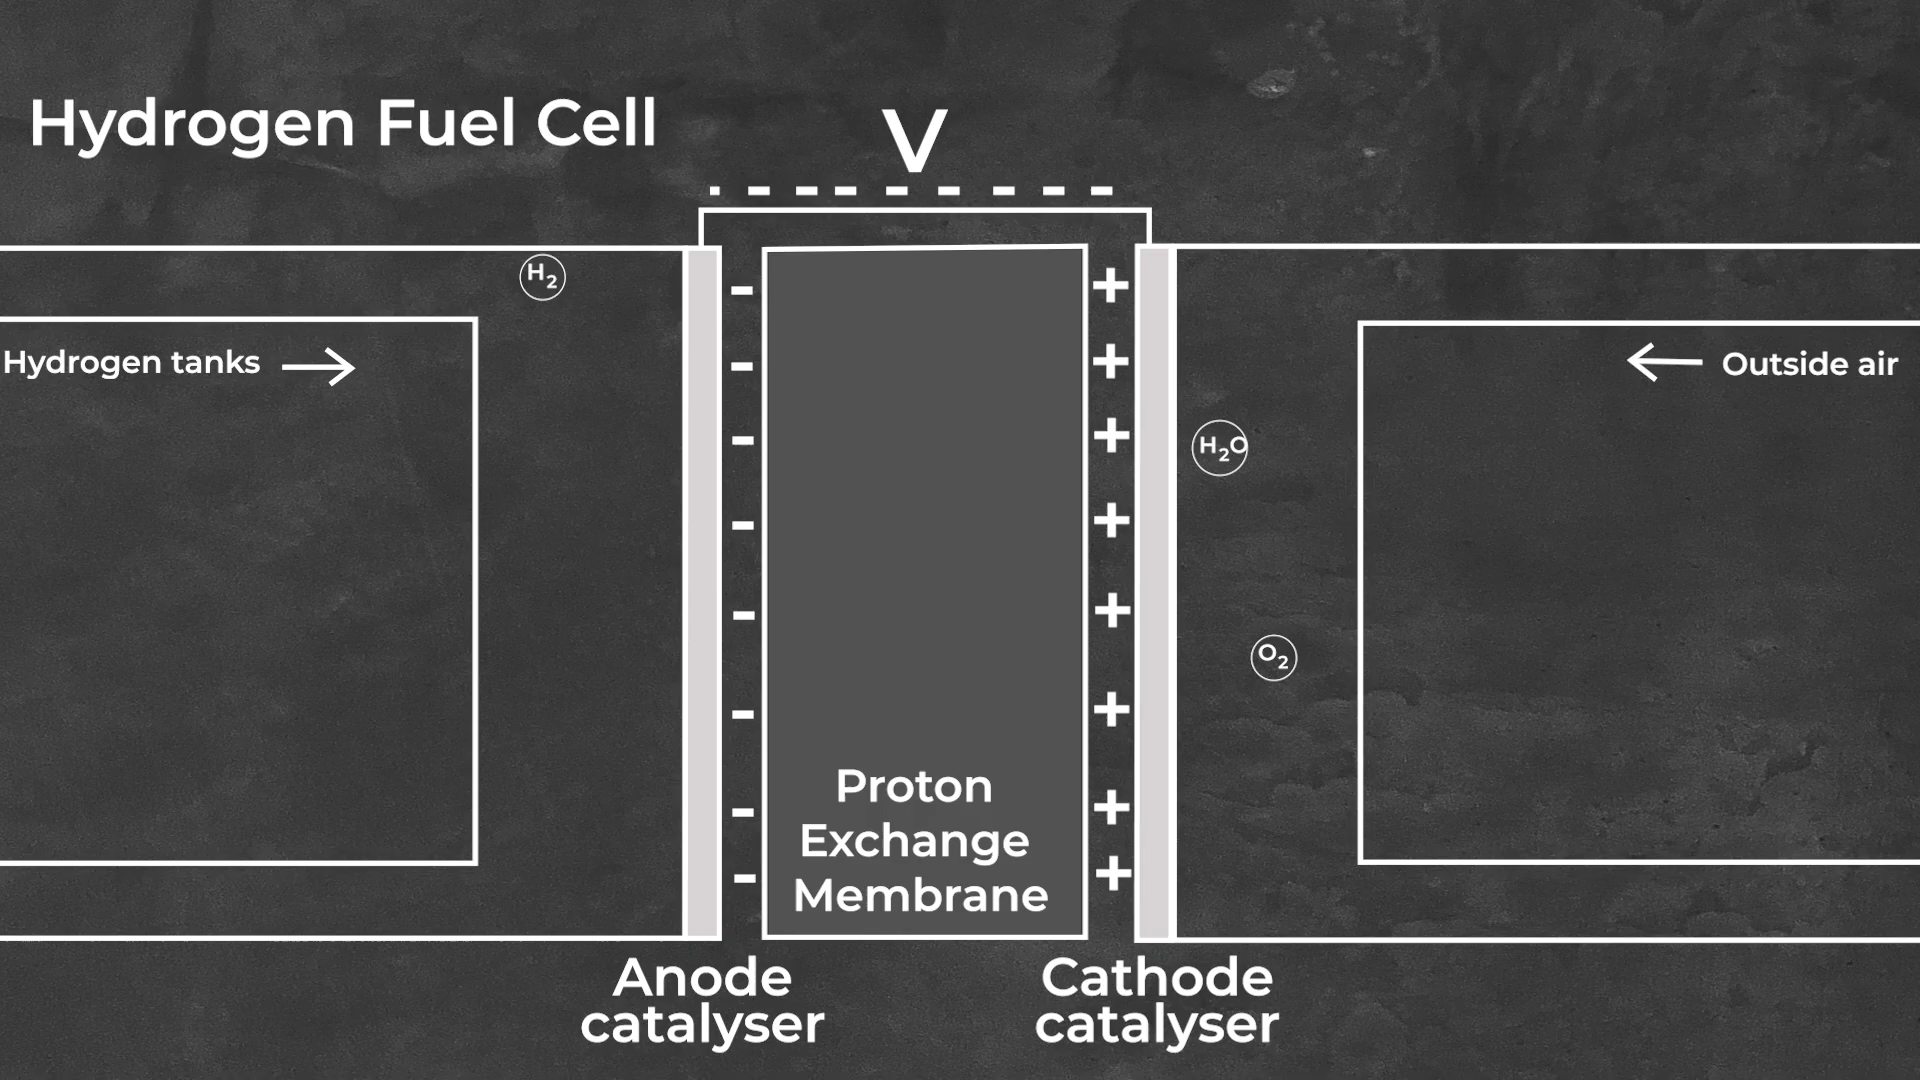 Hydrogen Fuel Cell
V
- - - - - - - - -
H₂
Hydrogen tanks →
← Outside air
H₂O
O₂
- +
- +
- +
- +
- +
- +
- +
- +
Proton
Exchange
Membrane
Anode
catalyser
Cathode
catalyser